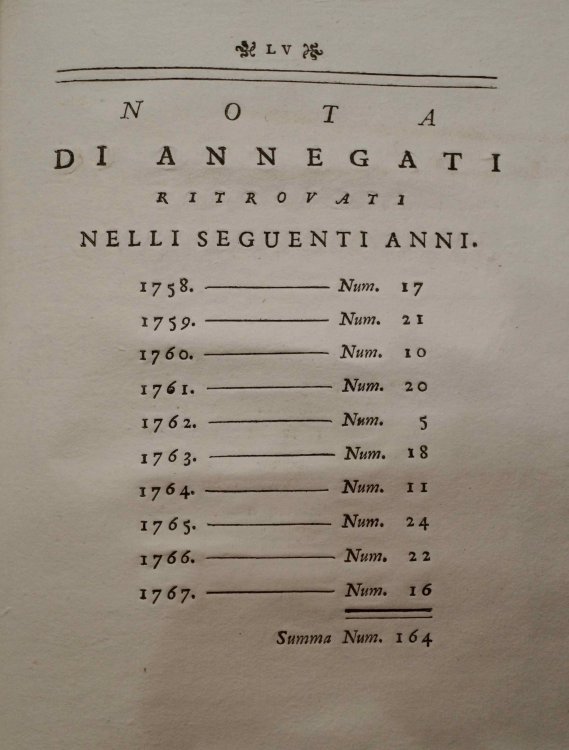 LV
NOTA
DI ANNEGATI
RITROVATI
NELLI SEGUENTI ANNI.
1758. Num. 17
1759. Num. 21
1760. Num. 10
1761. Num. 20
1762. Num. 5
1763. Num. 18
1764. Num. 11
1765. Num. 24
1766. Num. 22
1767. Num. 16
Summa Num. 164